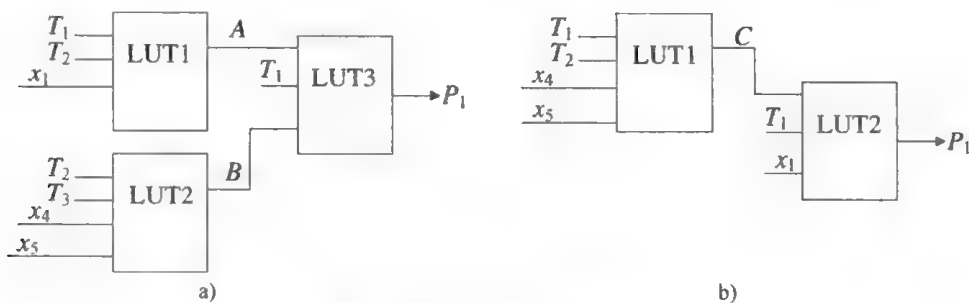 T₁
T₂
x₁
LUT1
A
T₁
LUT3
P₁
T₂
T₃
x₄
x₅
LUT2
B
a)
T₁
T₂
x₄
x₅
LUT1
C
T₁
x₁
LUT2
P₁
b)